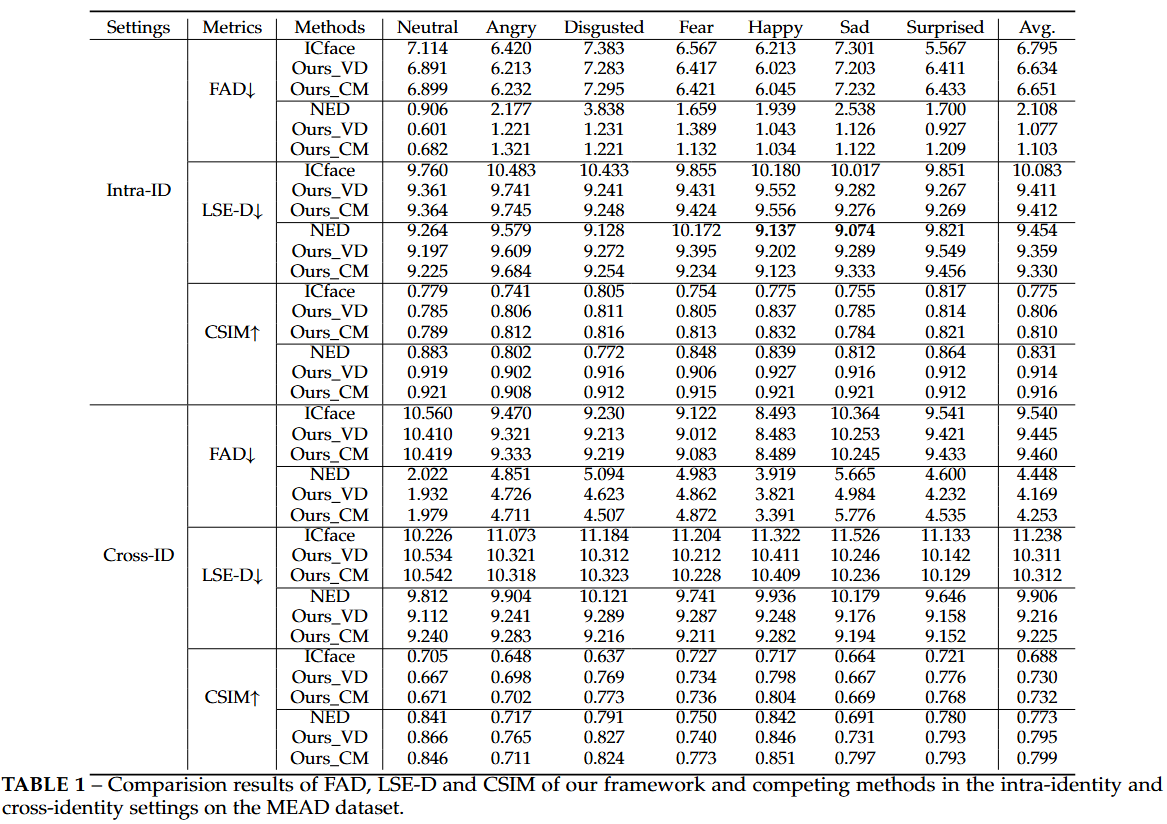 Settings Metrics Methods Neutral Angry Disgusted Fear Happy Sad Surprised Avg.
ICface 7.114 6.420 7.383 6.567 6.213 7.301 5.567 6.795
Ours_VD 6.891 6.213 7.283 6.417 6.023 7.203 6.411 6.634
FAD↓ Ours_CM 6.899 6.232 7.295 6.421 6.045 7.232 6.433 6.651
NED 0.906 2.177 3.838 1.659 1.939 2.538 1.700 2.108
Ours_VD 0.601 1.221 1.231 1.389 1.043 1.126 0.927 1.077
Ours_CM 0.682 1.321 1.221 1.132 1.034 1.122 1.209 1.103
ICface 9.760 10.483 10.433 9.855 10.180 10.017 9.851 10.083
Intra-ID Ours_VD 9.361 9.741 9.241 9.431 9.552 9.282 9.267 9.411
LSE-D↓ Ours_CM 9.364 9.745 9.248 9.424 9.556 9.276 9.269 9.412
NED 9.264 9.579 9.128 10.172 9.137 9.074 9.821 9.454
Ours_VD 9.197 9.609 9.272 9.395 9.202 9.289 9.549 9.359
Ours_CM 9.225 9.684 9.254 9.234 9.123 9.333 9.456 9.330
ICface 0.779 0.741 0.805 0.754 0.775 0.755 0.817 0.775
Ours_VD 0.785 0.806 0.811 0.805 0.837 0.785 0.814 0.806
CSIM↑ Ours_CM 0.789 0.812 0.816 0.813 0.832 0.784 0.821 0.810
NED 0.883 0.802 0.772 0.848 0.839 0.812 0.864 0.831
Ours_VD 0.919 0.902 0.916 0.906 0.927 0.916 0.912 0.914
Ours_CM 0.921 0.908 0.912 0.915 0.921 0.921 0.912 0.916
ICface 10.560 9.470 9.230 9.122 8.493 10.364 9.541 9.540
Ours_VD 10.410 9.321 9.213 9.012 8.483 10.253 9.421 9.445
FAD↓ Ours_CM 10.419 9.333 9.219 9.083 8.489 10.245 9.433 9.460
NED 2.022 4.851 5.094 4.983 3.919 5.665 4.600 4.448
Ours_VD 1.932 4.726 4.623 4.862 3.821 4.984 4.232 4.169
Ours_CM 1.979 4.711 4.507 4.872 3.391 5.776 4.535 4.253
ICface 10.226 11.073 11.184 11.204 11.322 11.526 11.133 11.238
Cross-ID Ours_VD 10.534 10.321 10.312 10.212 10.411 10.246 10.142 10.311
LSE-D↓ Ours_CM 10.542 10.318 10.323 10.228 10.409 10.236 10.129 10.312
NED 9.812 9.904 10.121 9.741 9.936 10.179 9.646 9.906
Ours_VD 9.112 9.241 9.289 9.287 9.248 9.176 9.158 9.216
Ours_CM 9.240 9.283 9.216 9.211 9.282 9.194 9.152 9.225
ICface 0.705 0.648 0.637 0.727 0.717 0.664 0.721 0.688
Ours_VD 0.667 0.698 0.769 0.734 0.798 0.667 0.776 0.730
CSIM↑ Ours_CM 0.671 0.702 0.773 0.736 0.804 0.669 0.768 0.732
NED 0.841 0.717 0.791 0.750 0.842 0.691 0.780 0.773
Ours_VD 0.866 0.765 0.827 0.740 0.846 0.731 0.793 0.795
Ours_CM 0.846 0.711 0.824 0.773 0.851 0.797 0.793 0.799
TABLE 1 – Comparision results of FAD, LSE-D and CSIM of our framework and competing methods in the intra-identity and
cross-identity settings on the MEAD dataset.